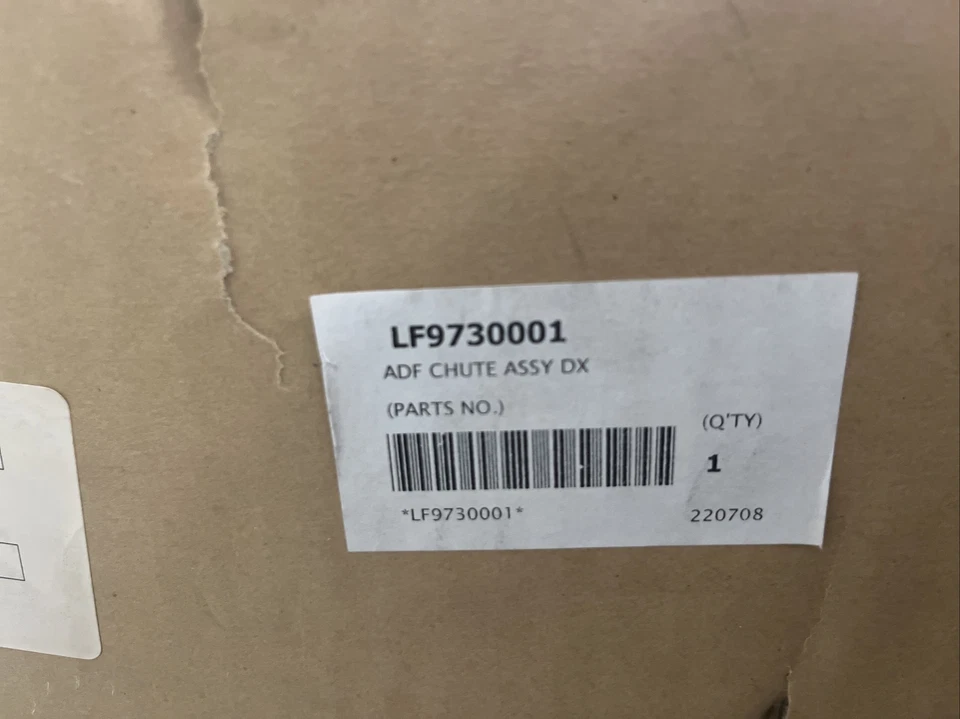 LF9730001
ADF CHUTE ASSY DX
(PARTS NO.)
(Q'TY)
1
*LF9730001*
220708